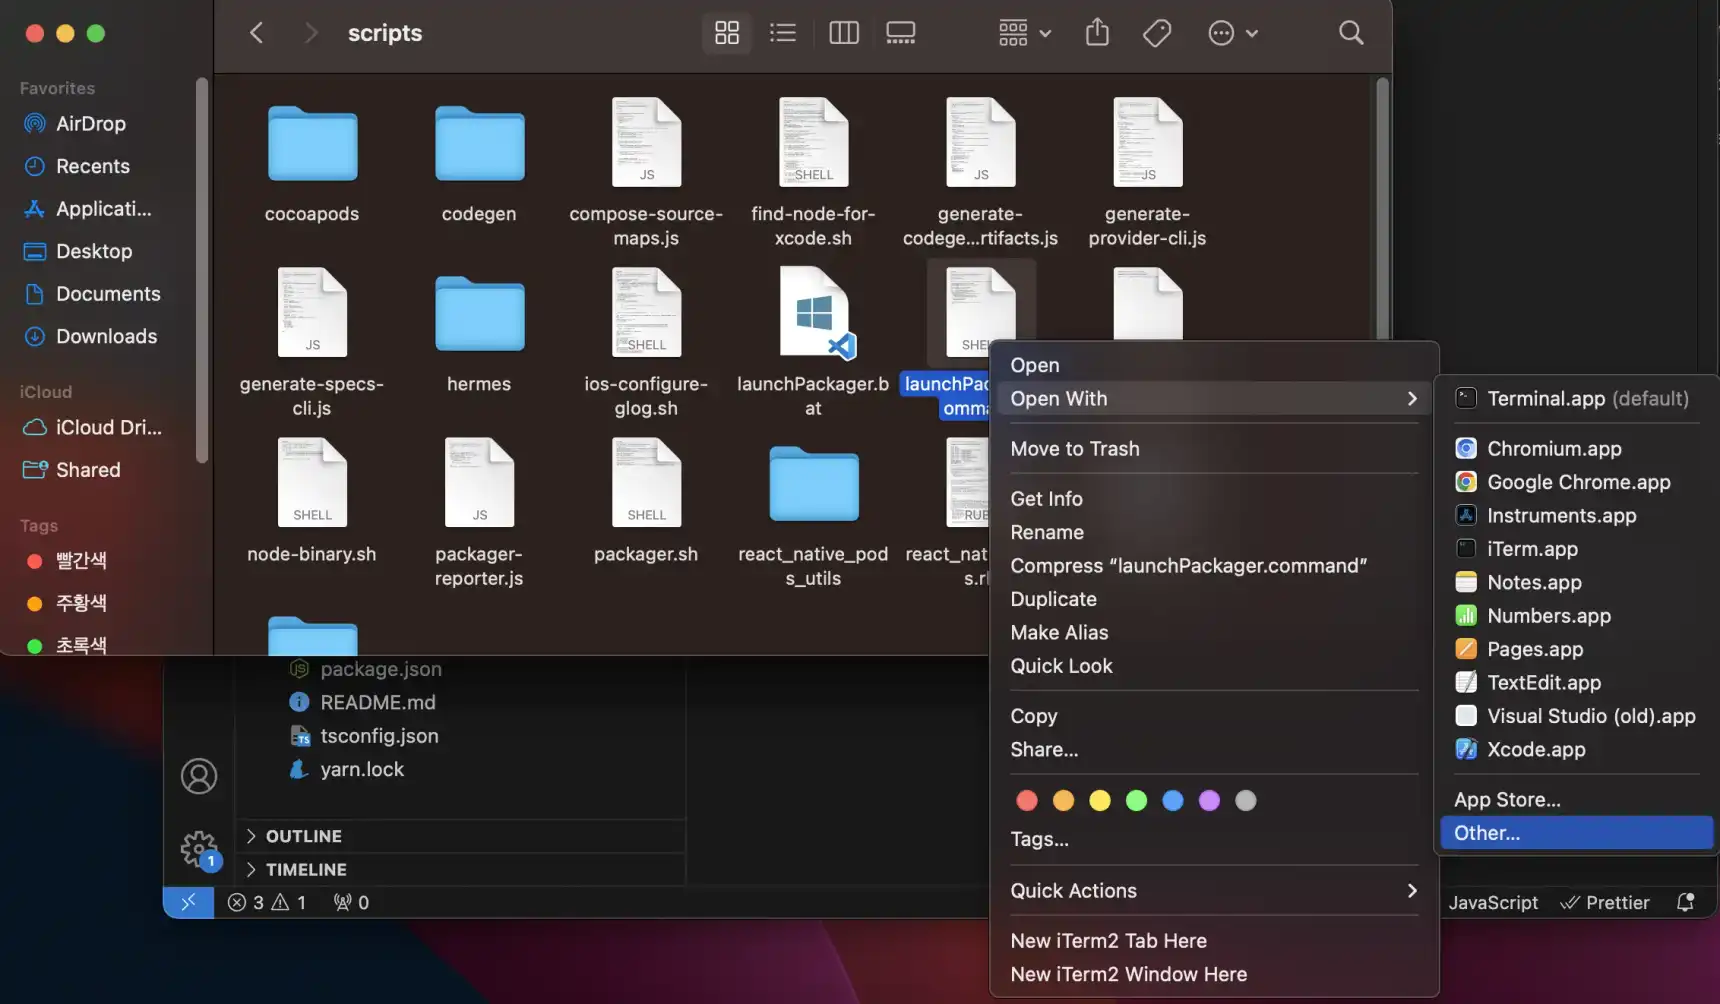 scripts
Favorites
AirDrop
Recents
Applicati...
Desktop
Documents
Downloads
iCloud
iCloud Dri...
Shared
Tags
빨간색
주황색
초록색
JS
SHELL
JS
JS
cocoapods
codegen
compose-source-
maps.js
find-node-for-
xcode.sh
generate-
codege...rtifacts.js
generate-
provider-cli.js
JS
SHELL
SHE
generate-specs-
cli.js
hermes
ios-configure-
glog.sh
launchPackager.b
at
launchPac
omma
SHELL
JS
SHELL
RUB
node-binary.sh
packager-
reporter.js
packager.sh
react_native_pod
s_utils
react_nat
s.r
package.json
README.md
tsconfig.json
yarn.lock
OUTLINE
TIMELINE
1
3
1
0
JavaScript
Prettier
Open
Open With
Move to Trash
Get Info
Rename
Compress “launchPackager.command”
Duplicate
Make Alias
Quick Look
Copy
Share...
Tags...
Quick Actions
New iTerm2 Tab Here
New iTerm2 Window Here
Terminal.app (default)
Chromium.app
Google Chrome.app
Instruments.app
iTerm.app
Notes.app
Numbers.app
Pages.app
TextEdit.app
Visual Studio (old).app
Xcode.app
App Store...
Other...